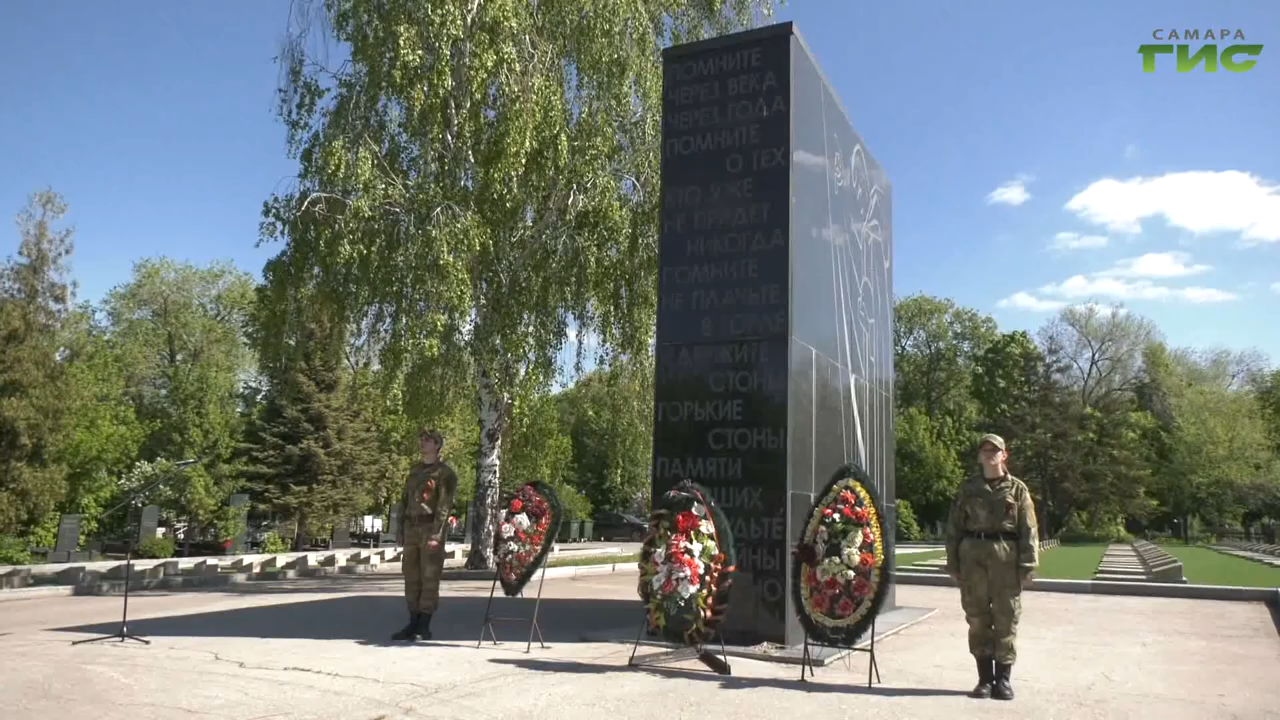 ПОМНИТЕ
ЧЕРЕЗ ВЕКА
ЧЕРЕЗ ГОДА
ПОМНИТЕ
О ТЕХ
КТО УЖЕ
НЕ ПРИДЕТ
НИКОГДА
ПОМНИТЕ
НЕ ПЛАЧЬТЕ
В ГОРЛЕ
СДЕРЖИТЕ
СТОНЫ
ГОРЬКИЕ
СТОНЫ
ПАМЯТИ
САМАРА
ТИС